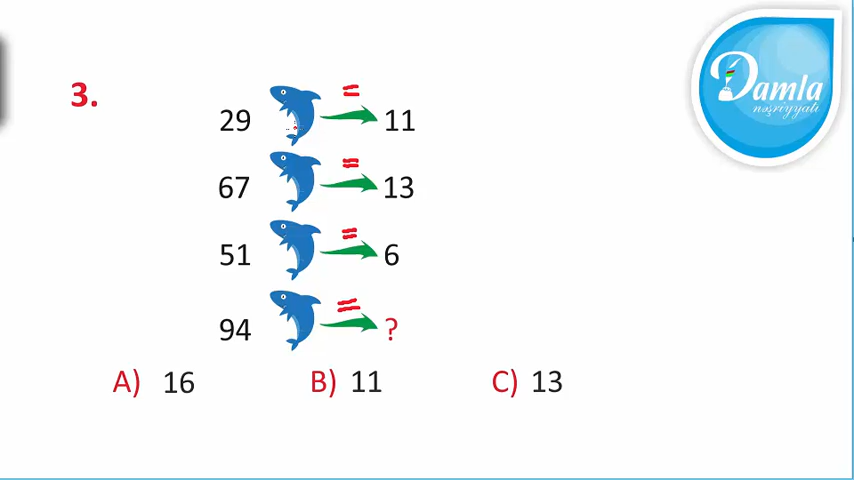 Damla
nəşriyyatı
3.
29 = 11
67 = 13
51 = 6
94 = ?
A) 16 B) 11 C) 13